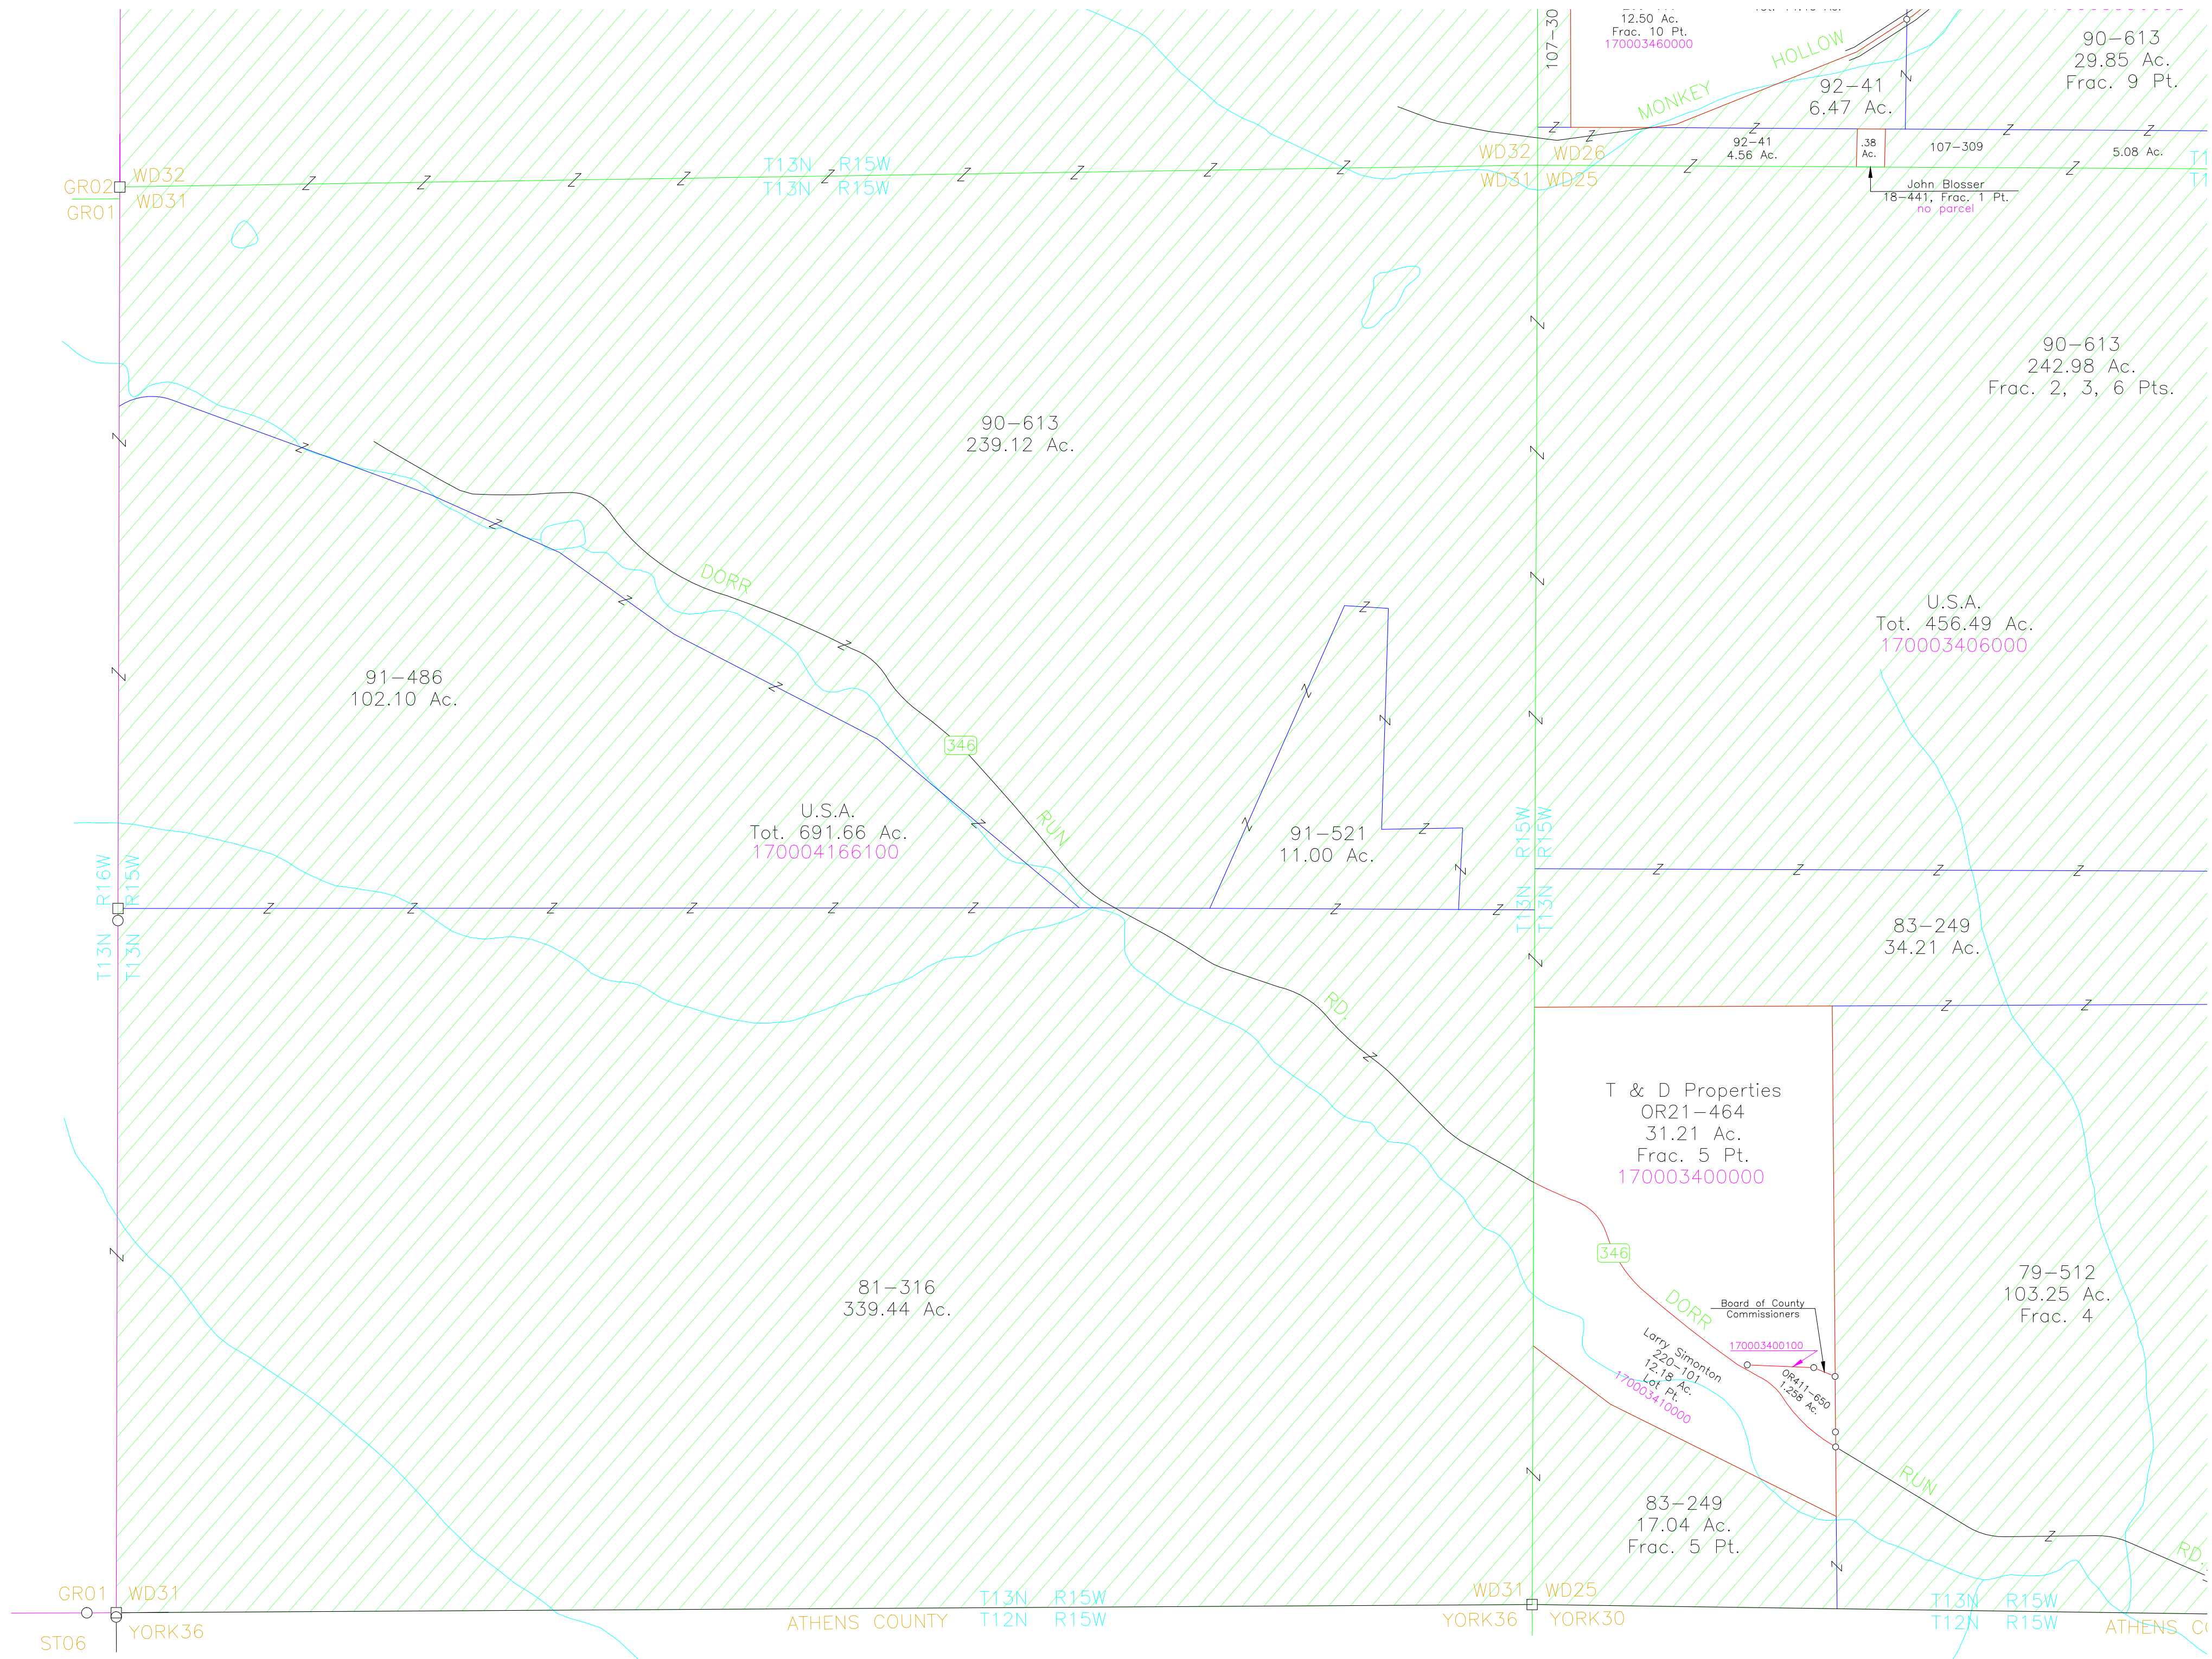 107-30
12.50 Ac.
Frac. 10 Pt.
170003460000
MONKEY HOLLOW
92-41
6.47 Ac.
90-613
29.85 Ac.
Frac. 9 Pt.
92-41
4.56 Ac.
.38
Ac.
107-309
5.08 Ac.
John Blosser
18-441, Frac. 1 Pt.
no parcel
GR02
WD32
GR01
WD31
T13N R15W
T13N R15W
WD32
WD26
WD31
WD25
90-613
239.12 Ac.
90-613
242.98 Ac.
Frac. 2, 3, 6 Pts.
DORR
346
RUN
RD.
U.S.A.
Tot. 456.49 Ac.
170003406000
91-486
102.10 Ac.
U.S.A.
Tot. 691.66 Ac.
170004166100
91-521
11.00 Ac.
T13N R16W
T13N R15W
T13N R15W
T13N R15W
83-249
34.21 Ac.
T & D Properties
OR21-464
31.21 Ac.
Frac. 5 Pt.
170003400000
346
DORR
RUN
RD.
81-316
339.44 Ac.
79-512
103.25 Ac.
Frac. 4
Board of County
Commissioners
170003400100
OR411-650
1.258 Ac.
Larry Simonton
220-101
12.18 Ac.
Lot Pt.
170003410000
83-249
17.04 Ac.
Frac. 5 Pt.
GR01
WD31
ST06
YORK36
ATHENS COUNTY
T13N R15W
T12N R15W
WD31
WD25
YORK36
YORK30
T13N R15W
T12N R15W
ATHENS